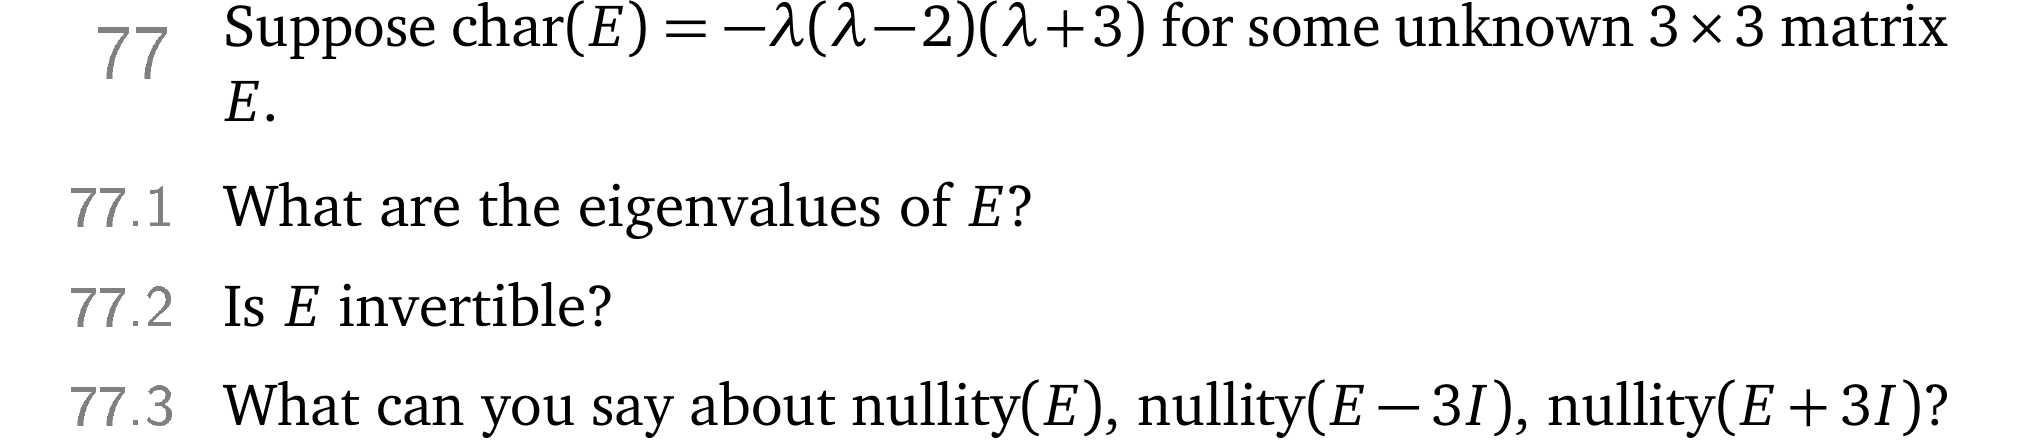 77 Suppose char(E) = −λ(λ−2)(λ+3) for some unknown 3×3 matrix
E.
77.1 What are the eigenvalues of E?
77.2 Is E invertible?
77.3 What can you say about nullity(E), nullity(E − 3I), nullity(E + 3I)?